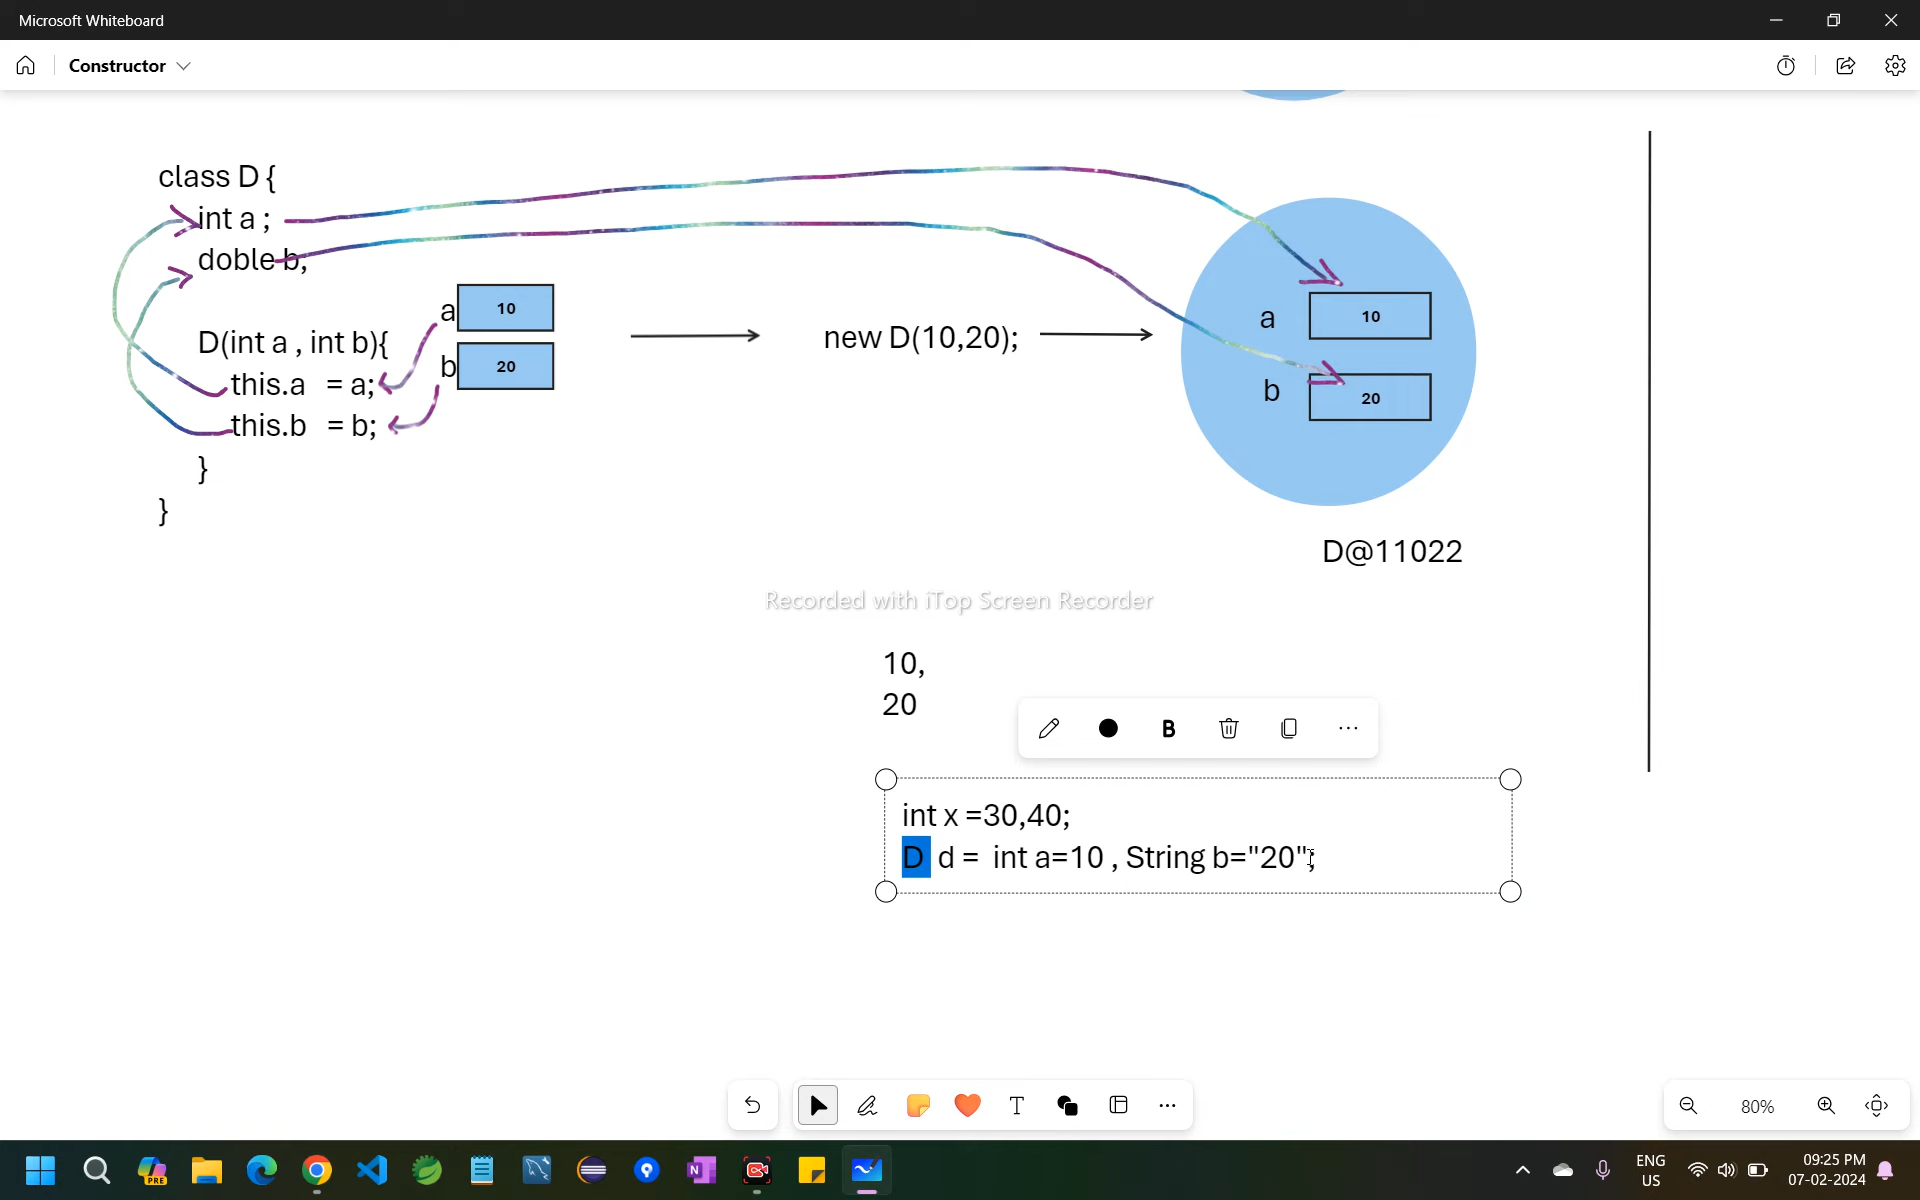 Microsoft Whiteboard
Constructor
class D {
int a ;
doble b,
a 10
b 20
D(int a , int b){
this.a = a;
this.b = b;
}
}
new D(10,20);
a 10
b 20
D@11022
Recorded with iTop Screen Recorder
10,
20
B
int x =30,40;
D d = int a=10 , String b="20";
T
80%
PRE
N
ENG
US
09:25 PM
07-02-2024